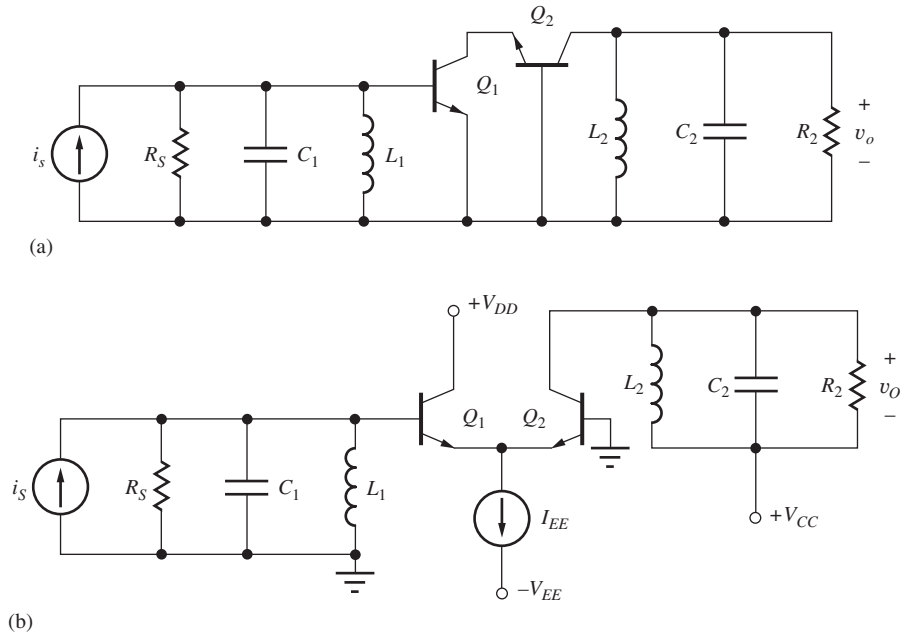 Q2
Q1
is
RS
C1
L1
L2
C2
R2
+
vo
−
(a)
+VDD
Q1
Q2
L2
C2
R2
+
vO
−
iS
RS
C1
L1
IEE
+VCC
−VEE
(b)